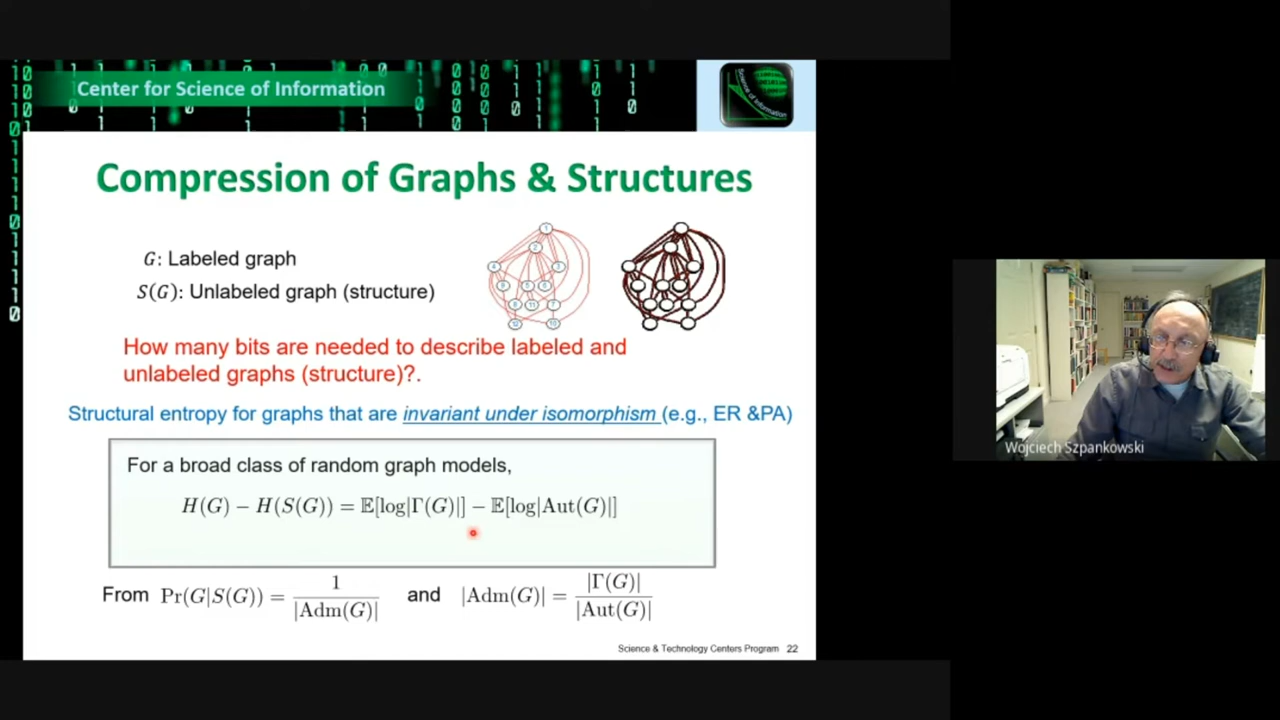 Center for Science of Information
Science of Information
Compression of Graphs & Structures
G: Labeled graph
S(G): Unlabeled graph (structure)
How many bits are needed to describe labeled and
unlabeled graphs (structure)?.
Structural entropy for graphs that are invariant under isomorphism (e.g., ER &PA)
For a broad class of random graph models,
H(G) − H(S(G)) = 𝔼[log|Γ(G)|] − 𝔼[log|Aut(G)|]
From Pr(G|S(G)) = 1 / |Adm(G)| and |Adm(G)| = |Γ(G)| / |Aut(G)|
Science & Technology Centers Program 22
Wojciech Szpankowski